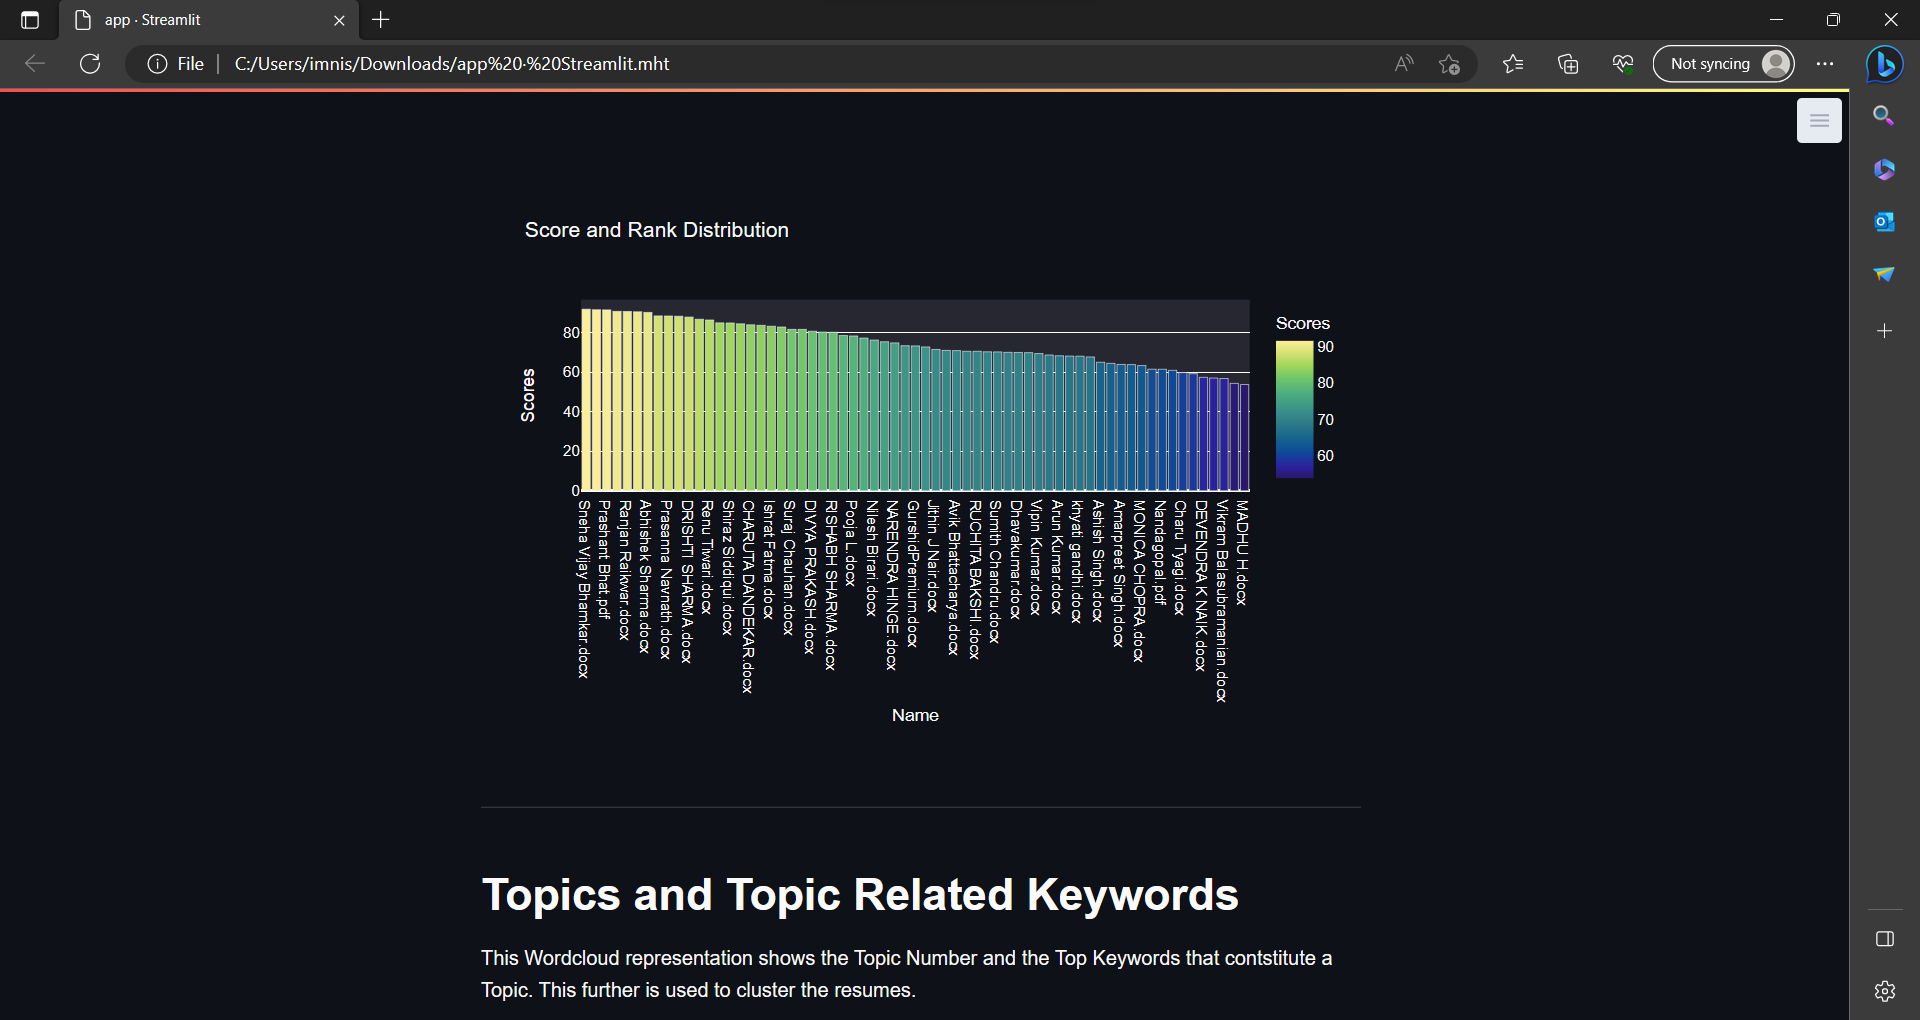 app · Streamlit
File
C:/Users/imnis/Downloads/app%20·%20Streamlit.mht
A
Not syncing
Score and Rank Distribution
Scores
80
60
40
20
0
Scores
90
80
70
60
Sneha Vijay Bhamkar.docx
Prashant Bhat.pdf
Ranjan Raikwar.docx
Abhishek Sharma.docx
Prasanna Navnath.docx
DRISHTI SHARMA.docx
Renu Tiwari.docx
Shiraz Siddiqui.docx
CHARUTA DANDEKAR.docx
Ishrat Fatma.docx
Suraj Chauhan.docx
DIVYA PRAKASH.docx
RISHABH SHARMA.docx
Pooja L.docx
Nilesh Birari.docx
NARENDRA HINGE.docx
GurshidPremium.docx
Jithin J Nair.docx
Avik Bhattacharya.docx
RUCHITA BAKSHI.docx
Sumith Chandru.docx
Dhavakumar.docx
Vipin Kumar.docx
Arun Kumar.docx
khyati gandhi.docx
Ashish Singh.docx
Amarpreet Singh.docx
MONICA CHOPRA.docx
Nandagopal.pdf
Charu Tyagi.docx
DEVENDRA K NAIK.docx
Vikram Balasubramanian.docx
MADHU H.docx
Name
Topics and Topic Related Keywords
This Wordcloud representation shows the Topic Number and the Top Keywords that contstitute a
Topic. This further is used to cluster the resumes.